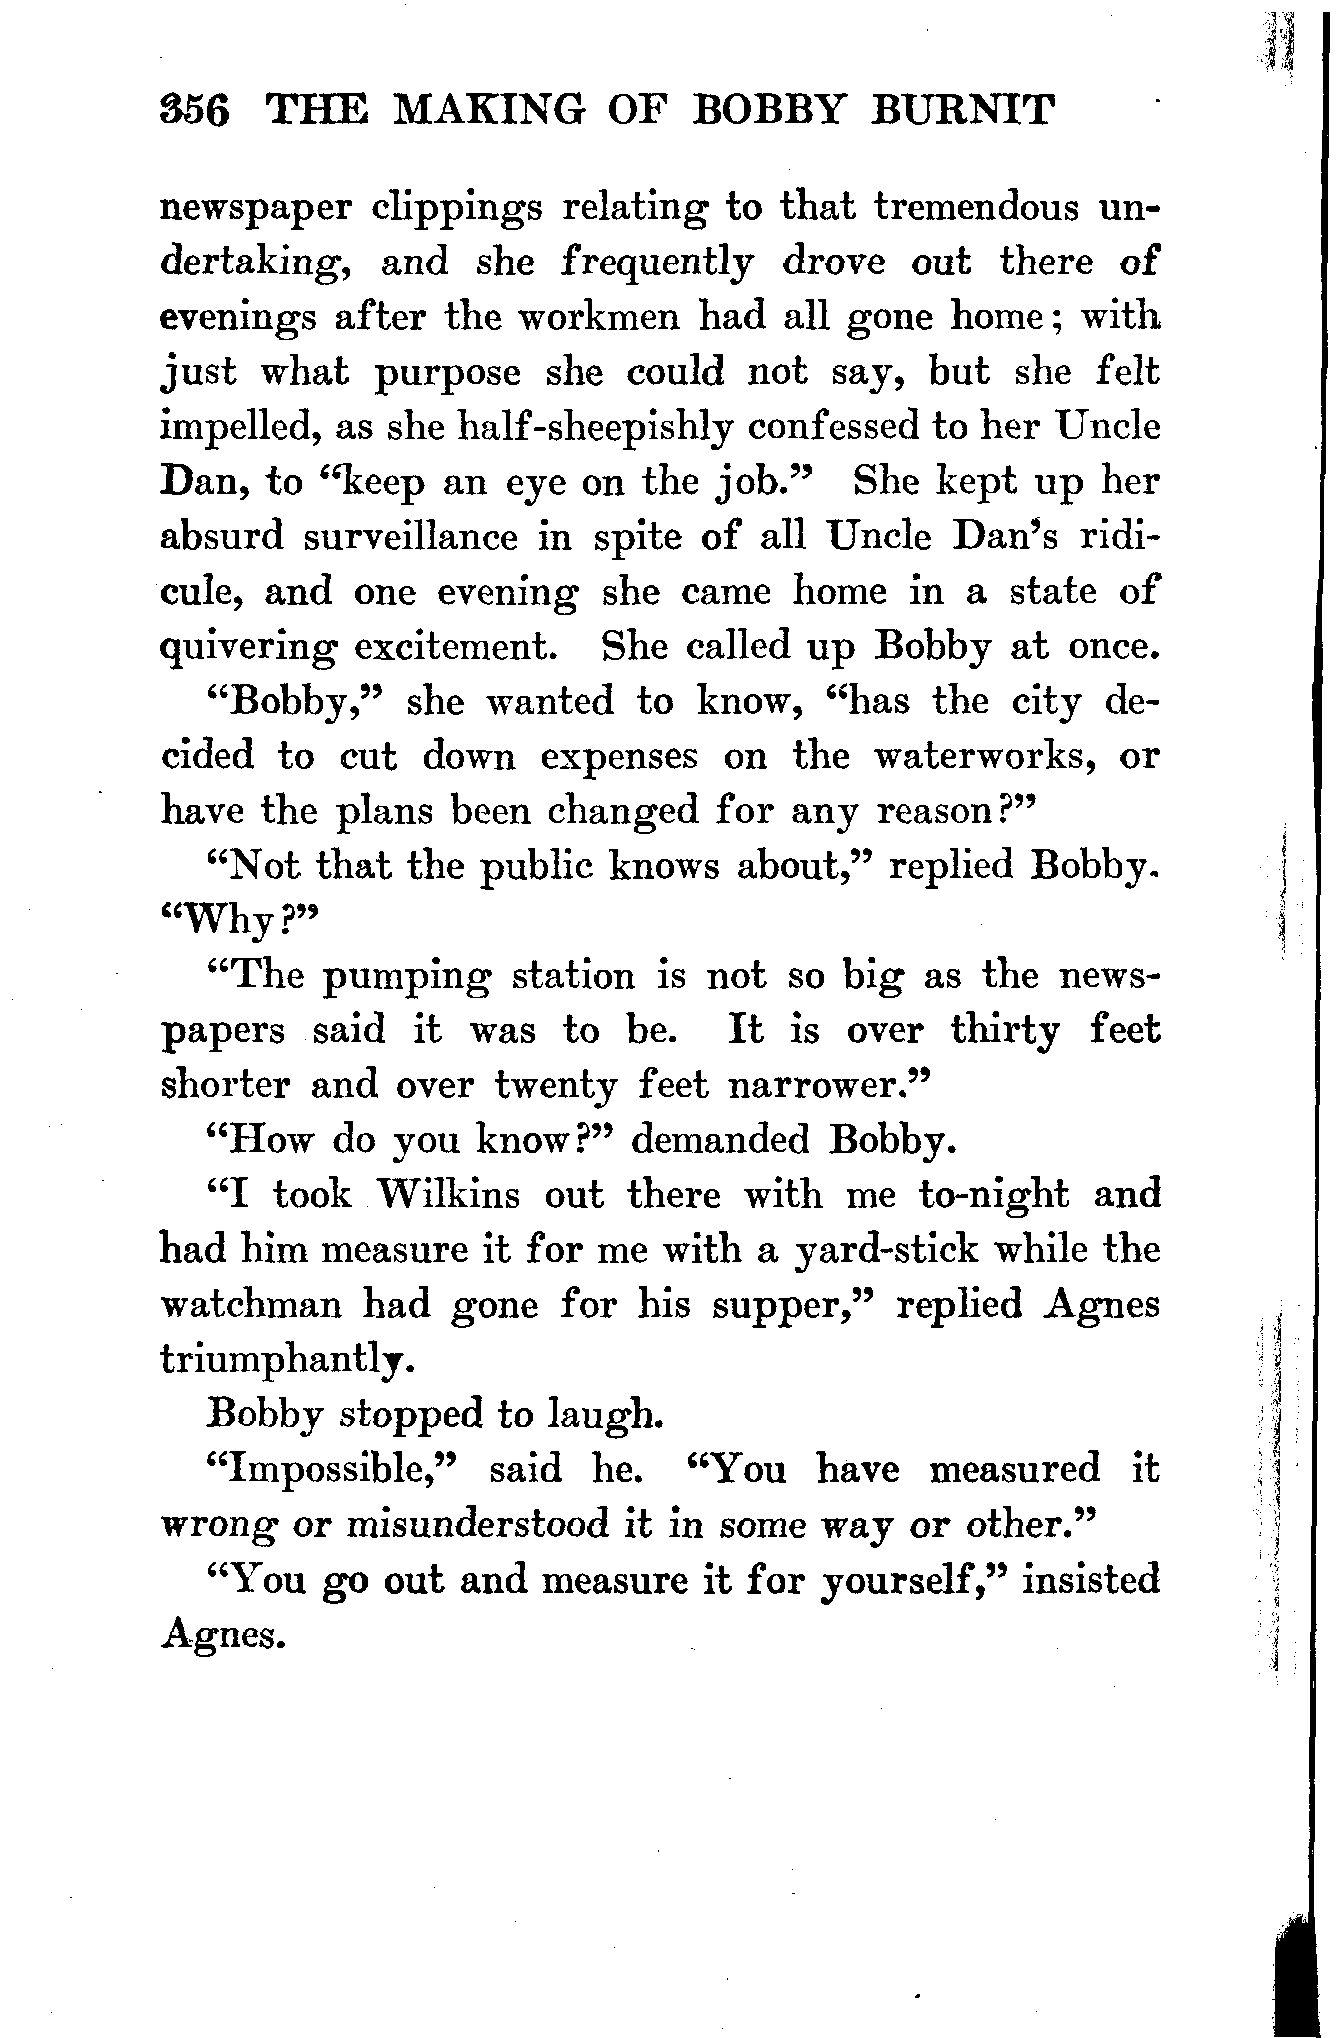 356 THE MAKING OF BOBBY BURNIT
newspaper clippings relating to that tremendous un-
dertaking, and she frequently drove out there of
evenings after the workmen had all gone home; with
just what purpose she could not say, but she felt
impelled, as she half-sheepishly confessed to her Uncle
Dan, to “keep an eye on the job.” She kept up her
absurd surveillance in spite of all Uncle Dan’s ridi-
cule, and one evening she came home in a state of
quivering excitement. She called up Bobby at once.
“Bobby,” she wanted to know, “has the city de-
cided to cut down expenses on the waterworks, or
have the plans been changed for any reason?”
“Not that the public knows about,” replied Bobby.
“Why?”
“The pumping station is not so big as the news-
papers said it was to be. It is over thirty feet
shorter and over twenty feet narrower.”
“How do you know?” demanded Bobby.
“I took Wilkins out there with me to-night and
had him measure it for me with a yard-stick while the
watchman had gone for his supper,” replied Agnes
triumphantly.
Bobby stopped to laugh.
“Impossible,” said he. “You have measured it
wrong or misunderstood it in some way or other.”
“You go out and measure it for yourself,” insisted
Agnes.